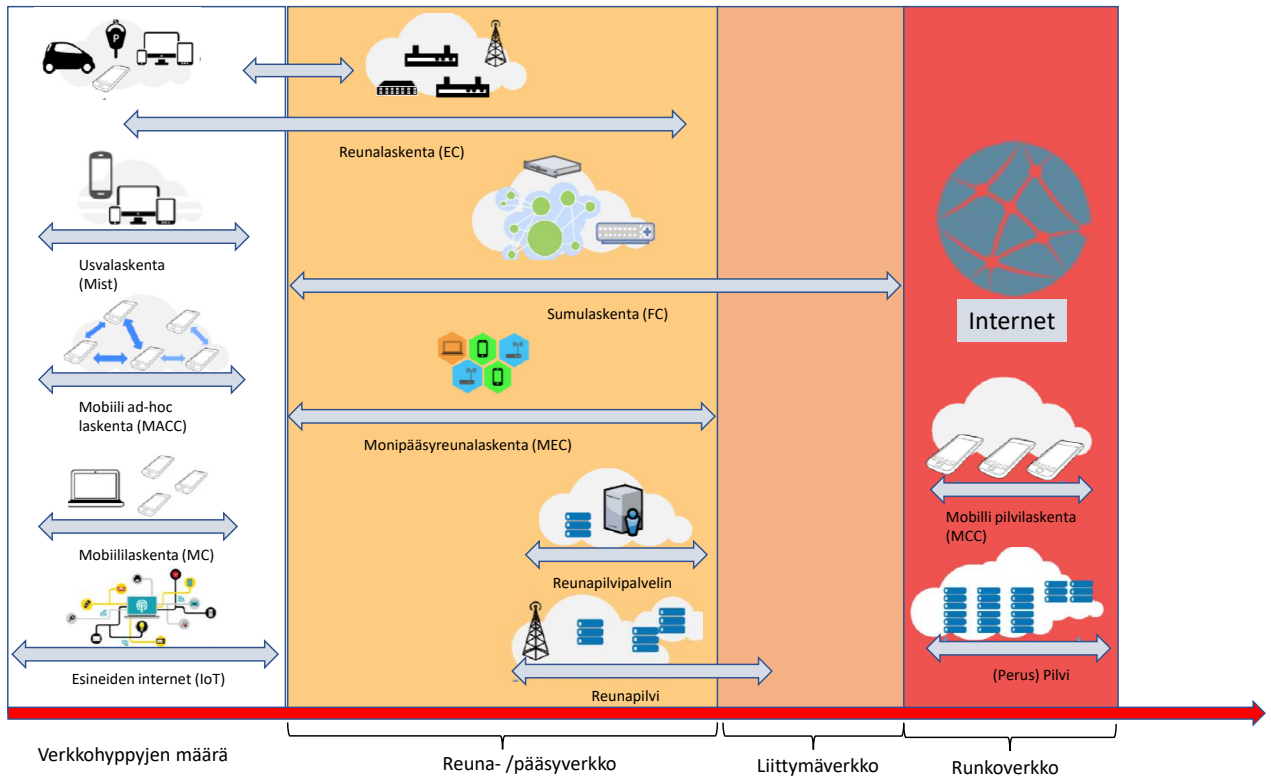 P
Reunalaskenta (EC)
Usvalaskenta
(Mist)
Sumulaskenta (FC)
Internet
Mobiili ad-hoc
laskenta (MACC)
Monipääsyreunalaskenta (MEC)
Mobiililaskenta (MC)
Reunapilvipalvelin
Mobilli pilvilaskenta
(MCC)
Esineiden internet (IoT)
Reunapilvi
(Perus) Pilvi
Verkkohyppyjen määrä
Reuna- /pääsyverkko
Liittymäverkko
Runkoverkko